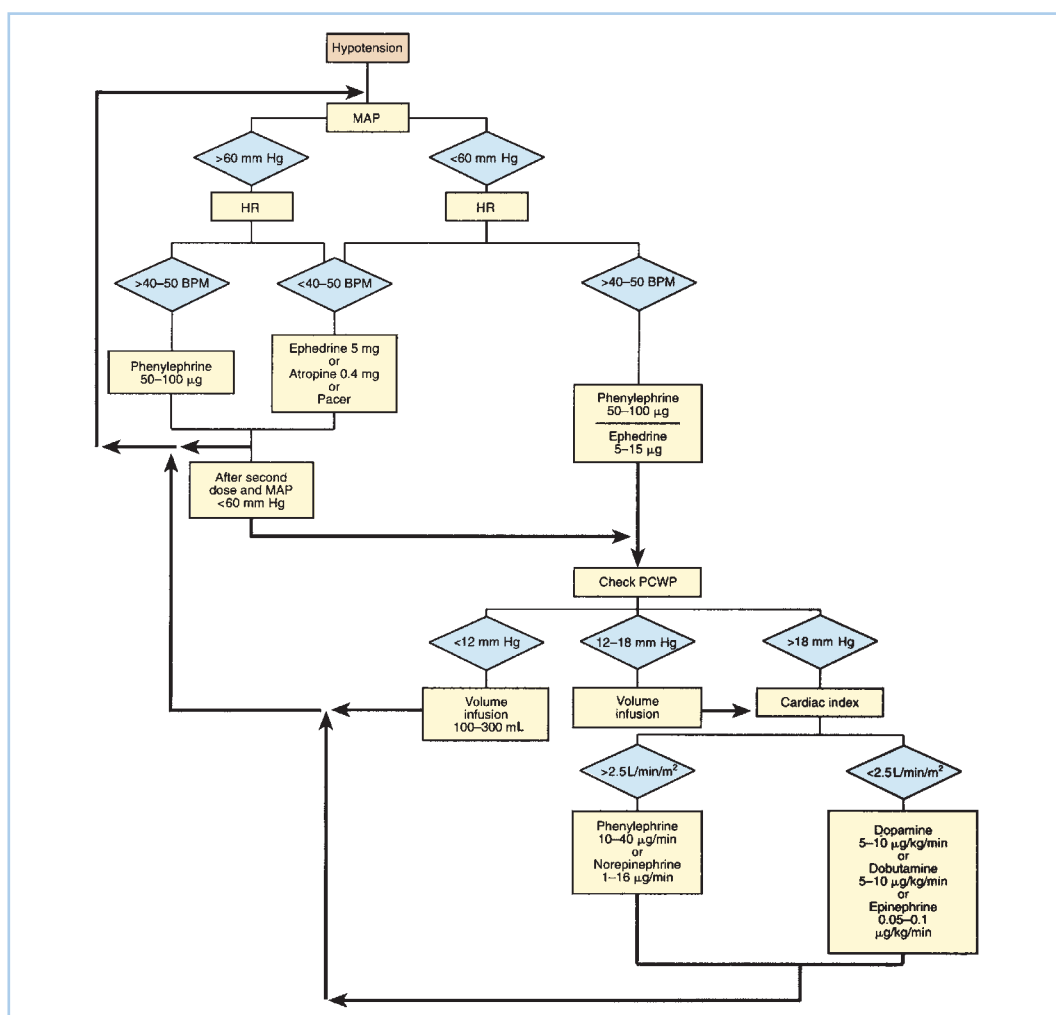 Hypotension
MAP
>60 mm Hg
<60 mm Hg
HR
HR
>40–50 BPM
<40–50 BPM
>40–50 BPM
Phenylephrine
50–100 μg
Ephedrine 5 mg
or
Atropine 0.4 mg
or
Pacer
Phenylephrine
50–100 μg
Ephedrine
5–15 μg
After second
dose and MAP
<60 mm Hg
Check PCWP
<12 mm Hg
12–18 mm Hg
>18 mm Hg
Volume
infusion
100–300 mL
Volume
infusion
Cardiac index
>2.5L/min/m²
<2.5L/min/m²
Phenylephrine
10–40 μg/min
or
Norepinephrine
1–16 μg/min
Dopamine
5–10 μg/kg/min
or
Dobutamine
5–10 μg/kg/min
or
Epinephrine
0.05–0.1
μg/kg/min